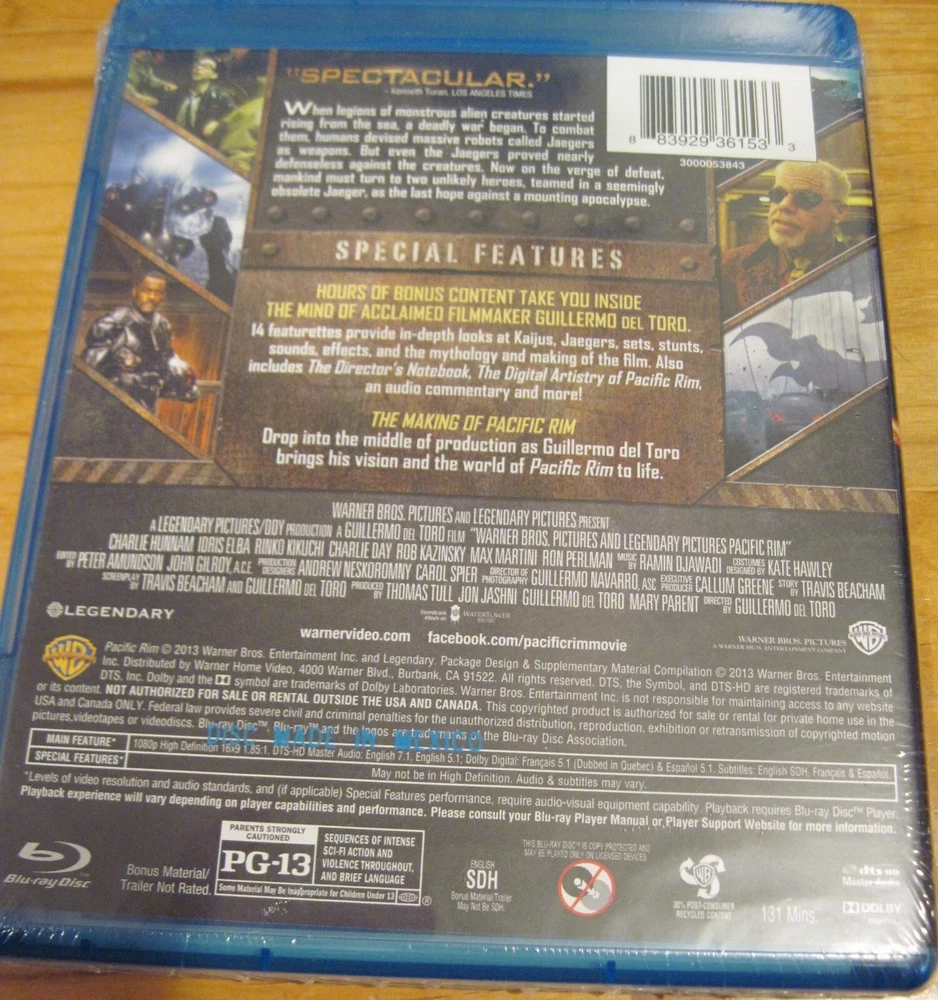 "SPECTACULAR."
– Kenneth Turan, LOS ANGELES TIMES
When legions of monstrous alien creatures started
rising from the sea, a deadly war began. To combat
them, humans devised massive robots called Jaegers
as weapons. But even the Jaegers proved nearly
defenseless against the creatures. Now on the verge of defeat,
mankind must turn to two unlikely heroes, teamed in a seemingly
obsolete Jaeger, as the last hope against a mounting apocalypse.
8 83929 36153 3
3000053843
SPECIAL FEATURES
HOURS OF BONUS CONTENT TAKE YOU INSIDE
THE MIND OF ACCLAIMED FILMMAKER GUILLERMO DEL TORO.
14 featurettes provide in-depth looks at Kaijus, Jaegers, sets, stunts,
sounds, effects, and the mythology and making of the film. Also
includes The Director's Notebook, The Digital Artistry of Pacific Rim,
an audio commentary and more!
THE MAKING OF PACIFIC RIM
Drop into the middle of production as Guillermo del Toro
brings his vision and the world of Pacific Rim to life.
WARNER BROS. PICTURES AND LEGENDARY PICTURES PRESENT
A LEGENDARY PICTURES/DDY PRODUCTION A GUILLERMO DEL TORO FILM "WARNER BROS. PICTURES AND LEGENDARY PICTURES PACIFIC RIM"
CHARLIE HUNNAM IDRIS ELBA RINKO KIKUCHI CHARLIE DAY ROB KAZINSKY MAX MARTINI RON PERLMAN MUSIC BY RAMIN DJAWADI COSTUMES DESIGNED BY KATE HAWLEY
EDITED BY PETER AMUNDSON JOHN GILROY, A.C.E. PRODUCTION DESIGNERS ANDREW NESKOROMNY CAROL SPIER DIRECTOR OF PHOTOGRAPHY GUILLERMO NAVARRO, ASC EXECUTIVE PRODUCER CALLUM GREENE STORY BY TRAVIS BEACHAM
SCREENPLAY BY TRAVIS BEACHAM AND GUILLERMO DEL TORO PRODUCED BY THOMAS TULL JON JASHNI GUILLERMO DEL TORO MARY PARENT DIRECTED BY GUILLERMO DEL TORO
LEGENDARY
Soundtrack Album on WATERTOWER MUSIC
warnervideo.com facebook.com/pacificrimmovie
WARNER BROS. PICTURES
A WARNER BROS. ENTERTAINMENT COMPANY
Pacific Rim © 2013 Warner Bros. Entertainment Inc. and Legendary. Package Design & Supplementary Material Compilation © 2013 Warner Bros. Entertainment
Inc. Distributed by Warner Home Video, 4000 Warner Blvd., Burbank, CA 91522. All rights reserved. DTS, the Symbol, and DTS-HD are registered trademarks of
DTS, Inc. Dolby and the symbol are trademarks of Dolby Laboratories. Warner Bros. Entertainment Inc. is not responsible for maintaining access to any website
or its content. NOT AUTHORIZED FOR SALE OR RENTAL OUTSIDE THE USA AND CANADA. This copyrighted product is authorized for sale or rental for private home use in the
USA and Canada ONLY. Federal law provides severe civil and criminal penalties for the unauthorized distribution, reproduction, exhibition or retransmission of copyrighted motion
pictures, videotapes or videodiscs. Blu-ray Disc™ Blu-ray™ and the logos are trademarks of the Blu-ray Disc Association.
DISC MADE IN MEXICO
MAIN FEATURE* 1080p High Definition 16x9 1.85:1, DTS-HD Master Audio: English 7.1, English 5.1; Dolby Digital: Français 5.1 (Dubbed in Quebec) & Español 5.1. Subtitles: English SDH, Français & Español.
SPECIAL FEATURES* May not be in High Definition. Audio & subtitles may vary.
*Levels of video resolution and audio standards, and (if applicable) Special Features performance, require audio-visual equipment capability. Playback requires Blu-ray Disc™ Player.
Playback experience will vary depending on player capabilities and performance. Please consult your Blu-ray Player Manual or Player Support Website for more information.
Blu-ray Disc
Bonus Material/
Trailer Not Rated.
PARENTS STRONGLY CAUTIONED
PG-13
Some Material May Be Inappropriate for Children Under 13
®
SEQUENCES OF INTENSE
SCI-FI ACTION AND
VIOLENCE THROUGHOUT,
AND BRIEF LANGUAGE
ENGLISH
SDH
Bonus Material/Trailer
May Not Be SDH.
THIS BLU-RAY DISC IS COPY PROTECTED AND
MAY BE PLAYED ONLY ON LICENSED DEVICES
30% POST-CONSUMER
RECYCLED CONTENT
131 Mins.
dts HD
Master Audio
DOLBY
DIGITAL